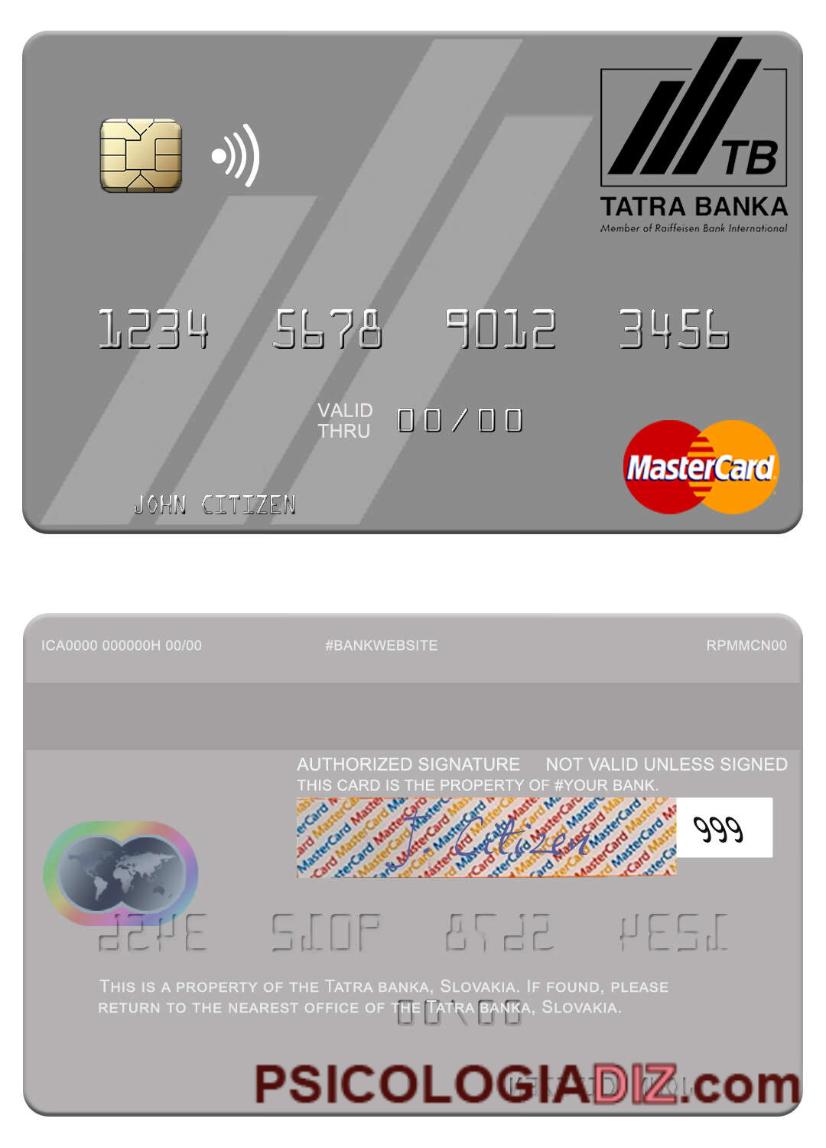 TB
TATRA BANKA
Member of Raiffeisen Bank International
1234 5678 9012 3456
VALID THRU 00/00
MasterCard
JOHN CITIZEN
ICA0000 000000H 00/00 #BANKWEBSITE RPMMCN00
AUTHORIZED SIGNATURE NOT VALID UNLESS SIGNED
THIS CARD IS THE PROPERTY OF #YOUR BANK.
J. Citizen 999
THIS IS A PROPERTY OF THE TATRA BANKA, SLOVAKIA. IF FOUND, PLEASE
RETURN TO THE NEAREST OFFICE OF THE TATRA BANKA, SLOVAKIA.
PSICOLOGIADIZ.com